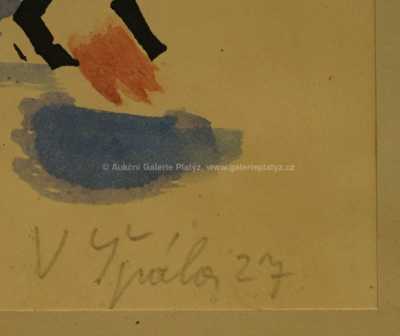 © Aukční Galerie Platýz, www.galerieplatyz.cz
V Špála 27